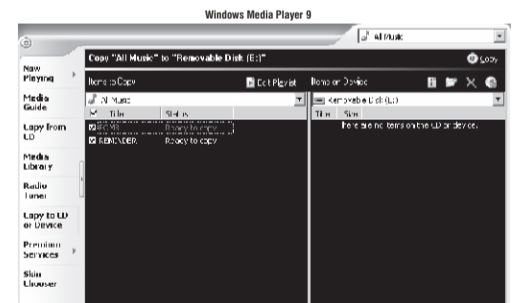 Windows Media Player 9
All Music
Copy "All Music" to "Removable Disk (E:)"
Copy
Now
Playing
Items to Copy
Edit Playlist
Items on Device
Media
Guide
All Music
Removable Disk (E:)
Title
Status
Title
Size
Copy from
CD
Ready to copy
There are no items on the CD or device.
REMINDER
Ready to copy
Media
Library
Radio
Tuner
Copy to CD
or Device
Premium
Services
Skin
Chooser